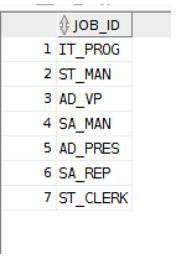 JOB_ID
1 IT_PROG
2 ST_MAN
3 AD_VP
4 SA_MAN
5 AD_PRES
6 SA_REP
7 ST_CLERK